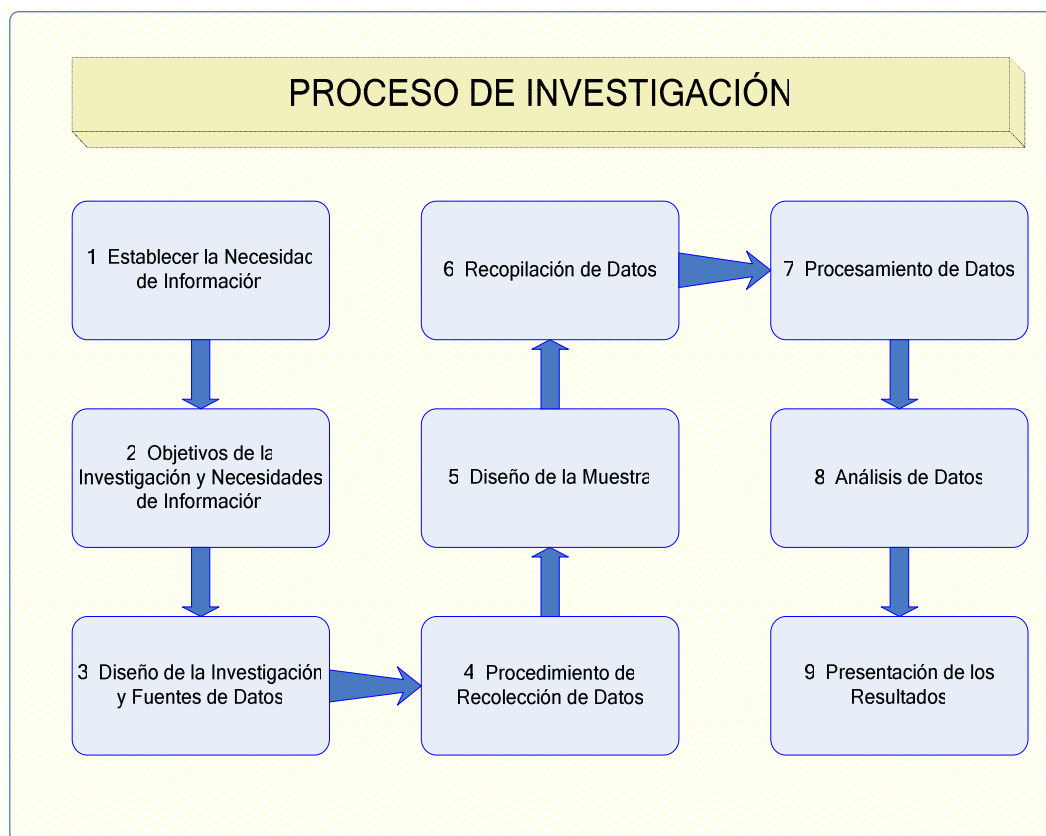 PROCESO DE INVESTIGACIÓN
1 Establecer la Necesidad
de Información
2 Objetivos de la
Investigación y Necesidades
de Información
3 Diseño de la Investigación
y Fuentes de Datos
4 Procedimiento de
Recolección de Datos
5 Diseño de la Muestra
6 Recopilación de Datos
7 Procesamiento de Datos
8 Análisis de Datos
9 Presentación de los
Resultados